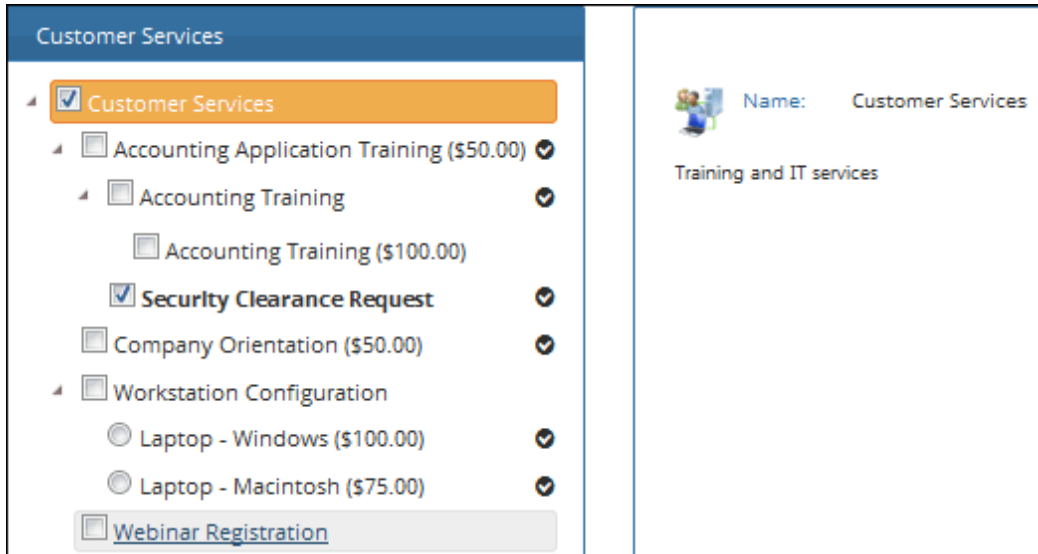 Customer Services
Customer Services
Accounting Application Training ($50.00)
Accounting Training
Accounting Training ($100.00)
Security Clearance Request
Company Orientation ($50.00)
Workstation Configuration
Laptop - Windows ($100.00)
Laptop - Macintosh ($75.00)
Webinar Registration
Name: Customer Services
Training and IT services